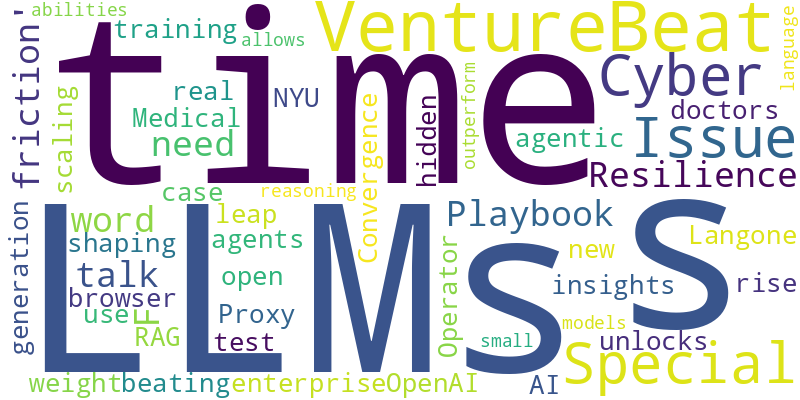 abilities
training
allows
VentureBeat
language
friction'
time
Cyber
real
NYU
doctors
scaling
Medical
need
Convergence
hidden
outperform
agentic
Issue
Resilience
case
reasoning
generation
LLMs
s
word
leap
Playbook
Langone
shaping
agents
new
talk
open
Operator
insights
rise
browser
use
F
Proxy
RAG
test
small
models
unlocks
Special
weight
beating
enterprise
OpenAI
AI